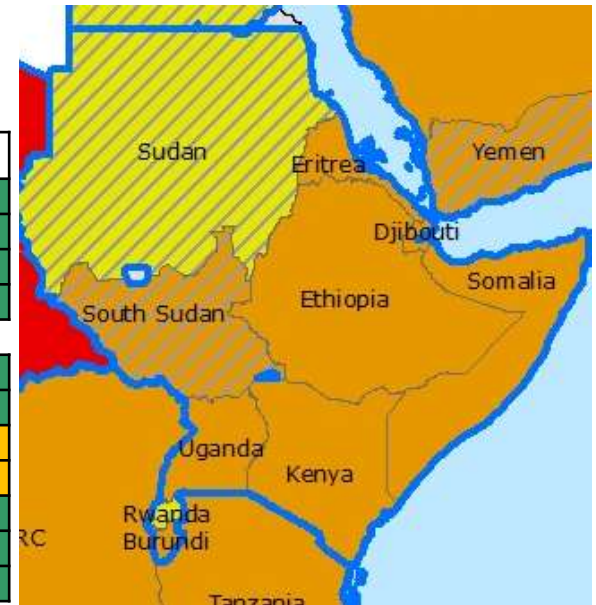 Sudan
Yemen
Eritrea
Djibouti
Somalia
Ethiopia
South Sudan
Uganda
Kenya
Rwanda
RC
Burundi
Tanzania